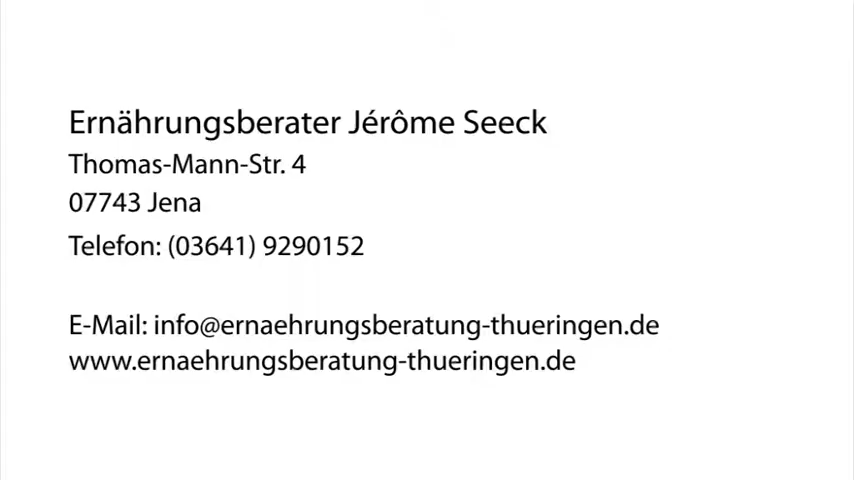 Ernährungsberater Jérôme Seeck
Thomas-Mann-Str. 4
07743 Jena
Telefon: (03641) 9290152
E-Mail: info@ernaehrungsberatung-thueringen.de
www.ernaehrungsberatung-thueringen.de